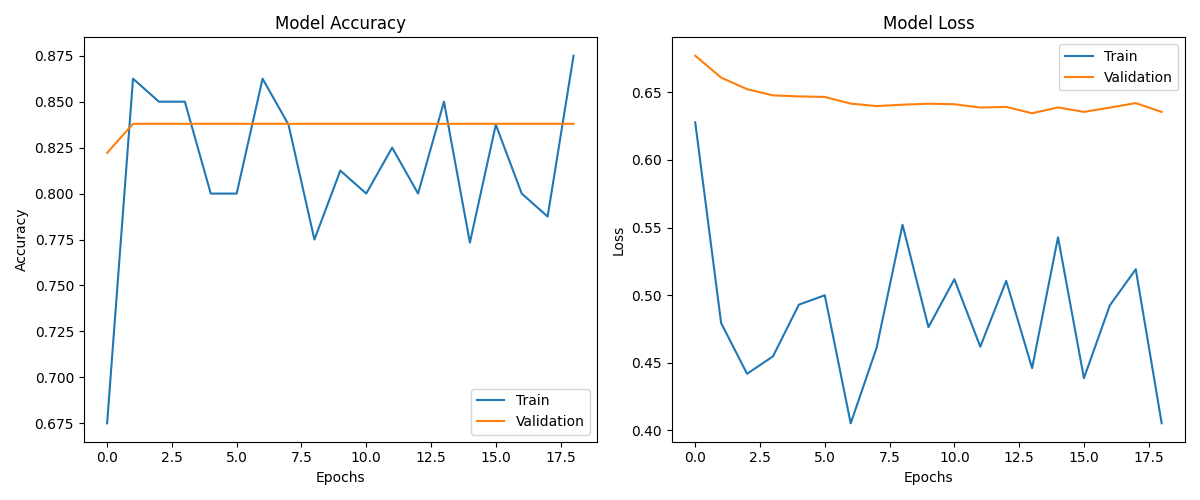 Model Accuracy
Accuracy
0.875
0.850
0.825
0.800
0.775
0.750
0.725
0.700
0.675
0.0 2.5 5.0 7.5 10.0 12.5 15.0 17.5
Epochs
Train
Validation
Model Loss
Loss
0.65
0.60
0.55
0.50
0.45
0.40
0.0 2.5 5.0 7.5 10.0 12.5 15.0 17.5
Epochs
Train
Validation